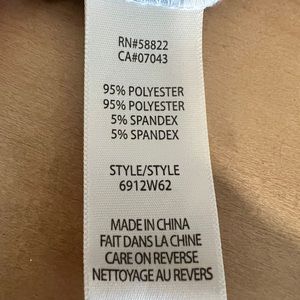 RN#58822
CA#07043
95% POLYESTER
95% POLYESTER
5% SPANDEX
5% SPANDEX
STYLE/STYLE
6912W62
MADE IN CHINA
FAIT DANS LA CHINE
CARE ON REVERSE
NETTOYAGE AU REVERS